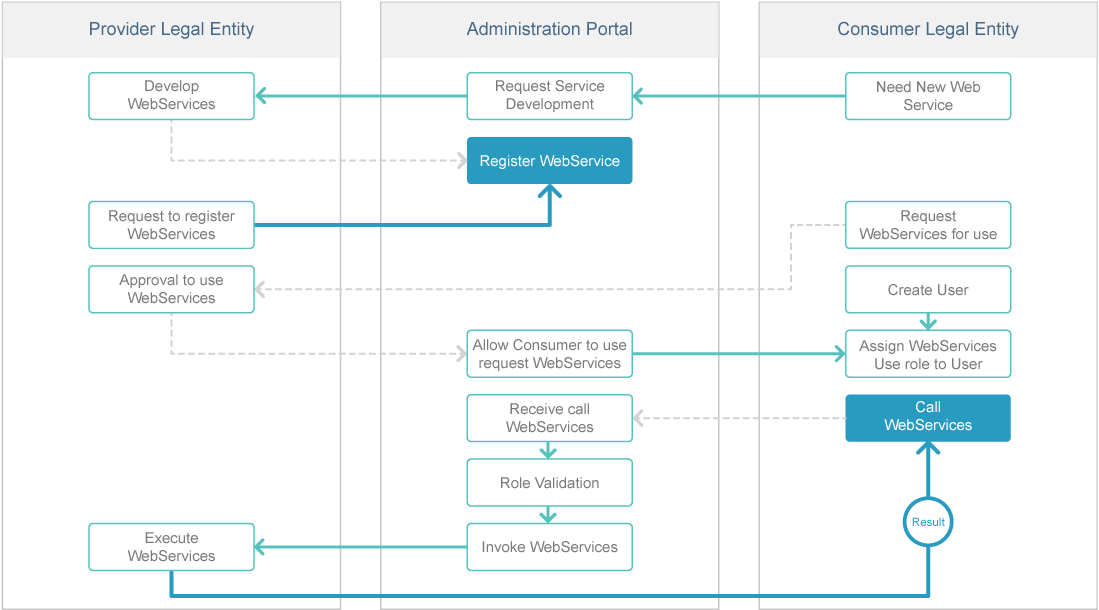 Provider Legal Entity
Administration Portal
Consumer Legal Entity
Develop
WebServices
Request Service
Development
Need New Web
Service
Register WebService
Request to register
WebServices
Request
WebServices for use
Approval to use
WebServices
Create User
Allow Consumer to use
request WebServices
Assign WebServices
Use role to User
Receive call
WebServices
Call
WebServices
Role Validation
Result
Execute
WebServices
Invoke WebServices